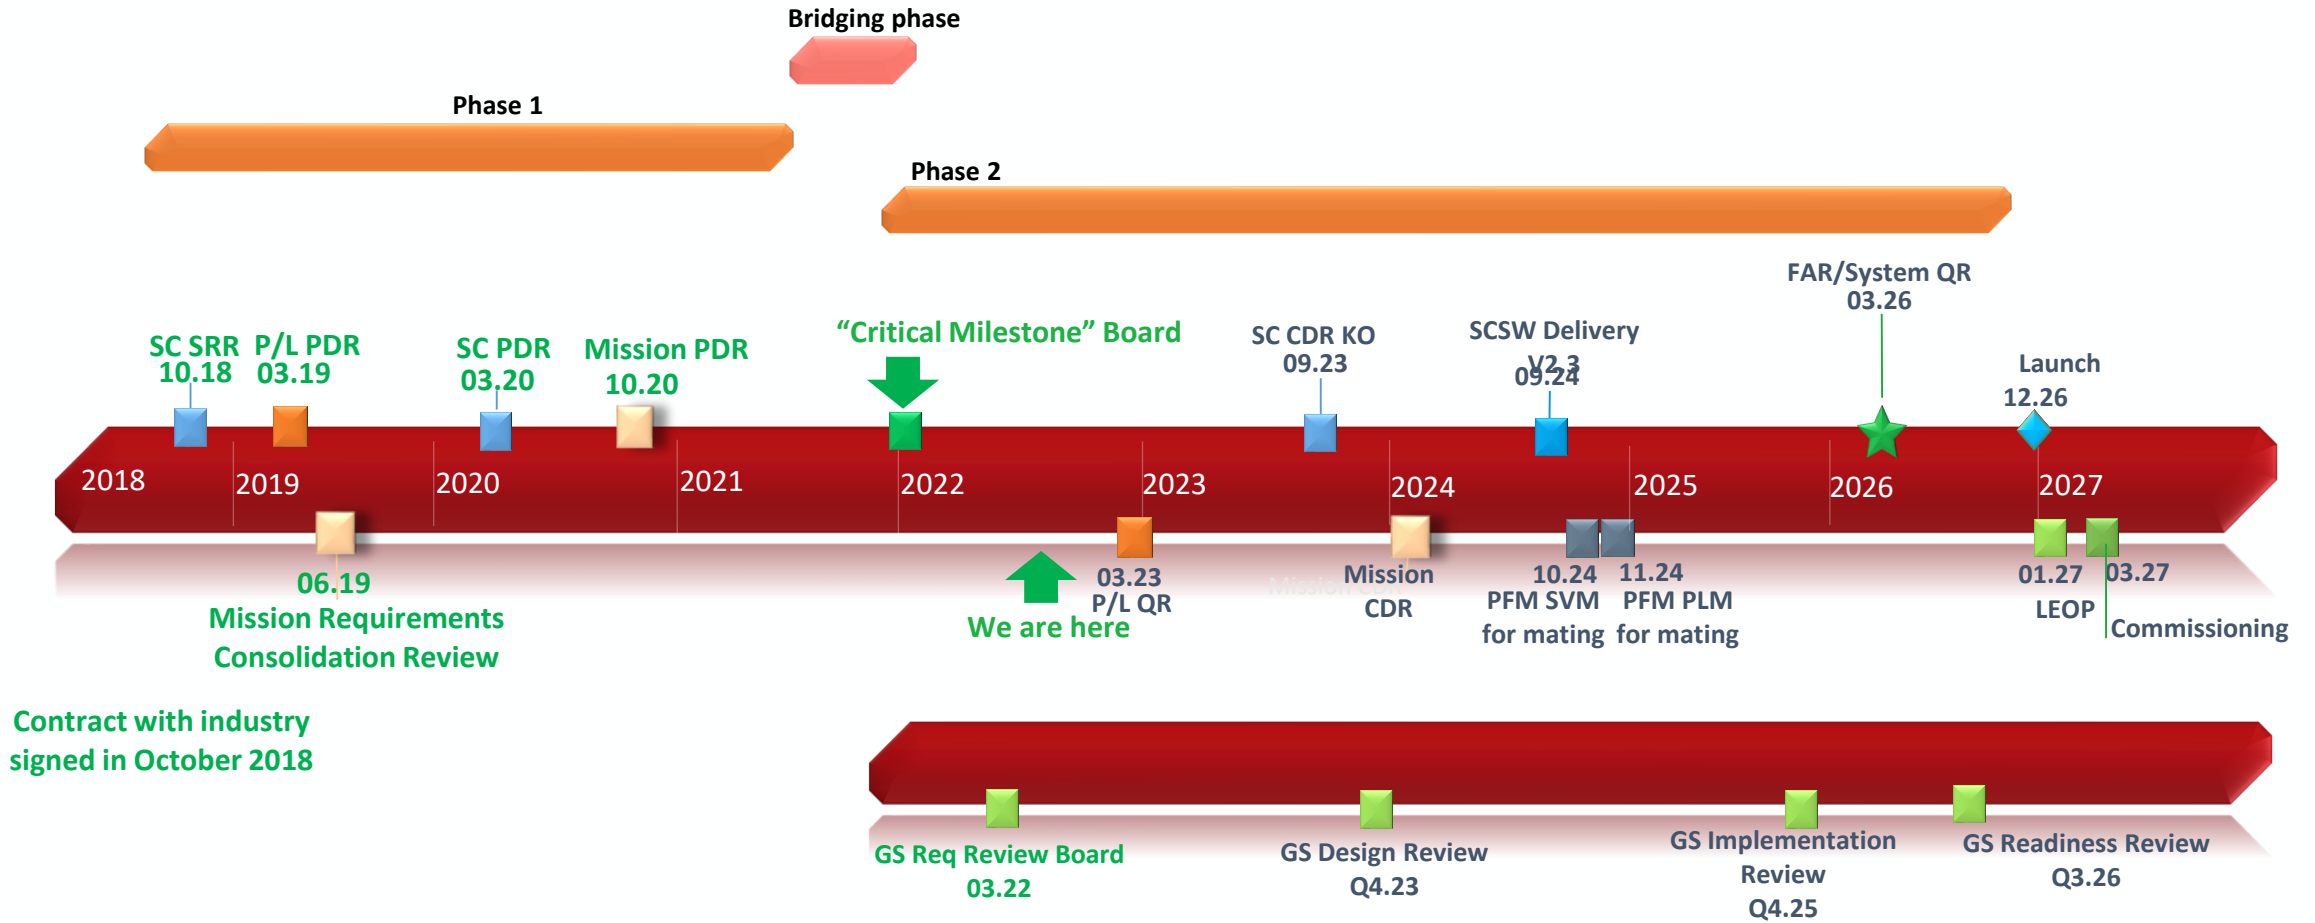 Bridging phase
Phase 1
Phase 2
FAR/System QR
03.26
"Critical Milestone" Board
SC SRR
10.18
P/L PDR
03.19
SC PDR
03.20
Mission PDR
10.20
SC CDR KO
09.23
SCSW Delivery
V2.3
09.24
Launch
12.26
2018
2019
2020
2021
2022
2023
2024
2025
2026
2027
06.19
Mission Requirements
Consolidation Review
We are here
03.23
P/L QR
Mission CDR
Mission
CDR
10.24
PFM SVM
for mating
11.24
PFM PLM
for mating
01.27
LEOP
03.27
Commissioning
Contract with industry
signed in October 2018
GS Req Review Board
03.22
GS Design Review
Q4.23
GS Implementation
Review
Q4.25
GS Readiness Review
Q3.26